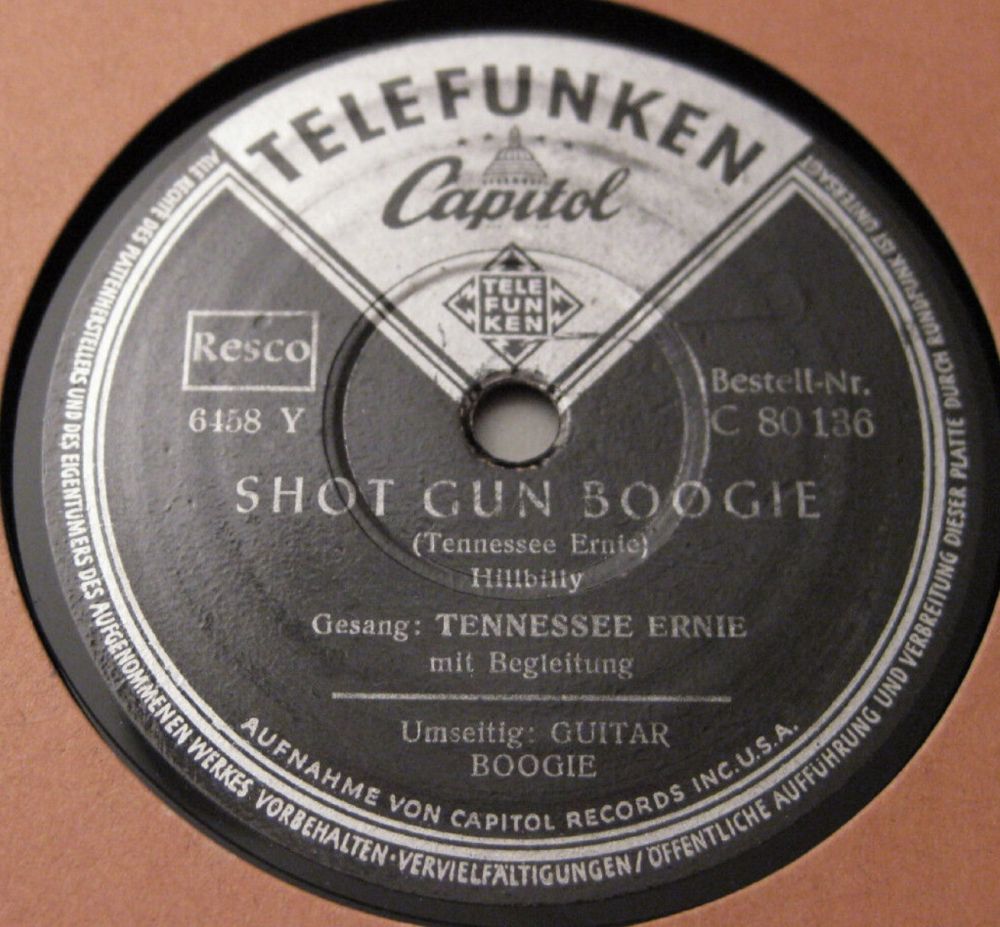 TELEFUNKEN
Capitol
TELE
FUN
KEN
Resco
6458 Y
Bestell-Nr.
C 80136
SHOT GUN BOOGIE
(Tennessee Ernie)
Hillbilly
Gesang: TENNESSEE ERNIE
mit Begleitung
Umseitig: GUITAR
BOOGIE
AUFNAHME VON CAPITOL RECORDS INC. U.S.A.
ALLE RECHTE DES PLATTENHERSTELLERS UND DES EIGENTUMERS DES AUFGENOMMENEN WERKES VORBEHALTEN · VERVIELFÄLTIGUNGEN / ÖFFENTLICHE AUFFÜHRUNG UND VERBREITUNG DIESER PLATTE DURCH RUNDFUNK IST UNTERSAGT